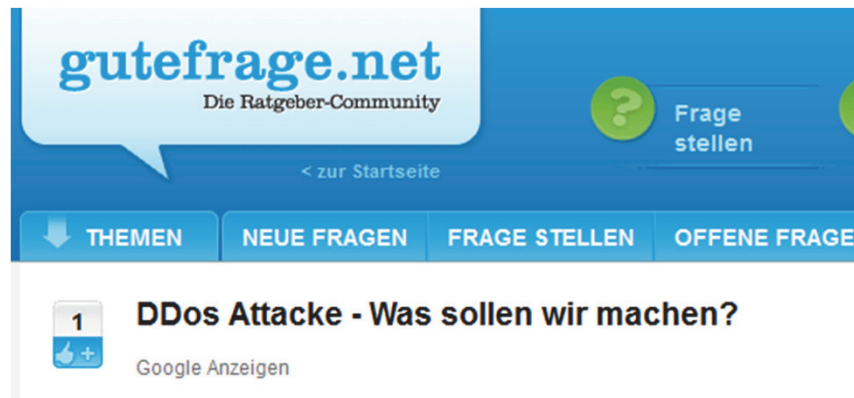 gutefrage.net
Die Ratgeber-Community
?
Frage
stellen
< zur Startseite
THEMEN
NEUE FRAGEN
FRAGE STELLEN
OFFENE FRAGE
1
+
DDos Attacke - Was sollen wir machen?
Google Anzeigen